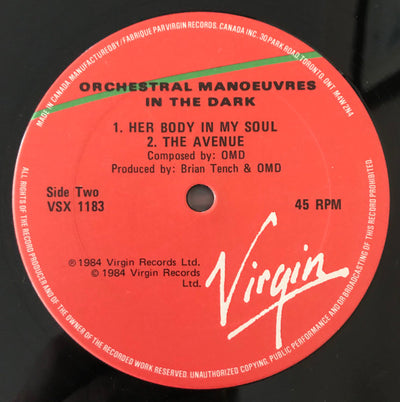 MADE IN CANADA MANUFACTURED BY / FABRIQUE PAR VIRGIN RECORDS. CANADA INC. 30 PARK ROAD, TORONTO, ONT. M4W 2N4
ORCHESTRAL MANOEUVRES
IN THE DARK
1. HER BODY IN MY SOUL
2. THE AVENUE
Composed by: OMD
Produced by: Brian Tench & OMD
Side Two
VSX 1183
45 RPM
℗ 1984 Virgin Records Ltd.
© 1984 Virgin Records
Ltd.
Virgin
ALL RIGHTS OF THE RECORD PRODUCER AND OF THE OWNER OF THE RECORDED WORK RESERVED. UNAUTHORIZED COPYING, PUBLIC PERFORMANCE AND/OR BROADCASTING OF THIS RECORD PROHIBITED.